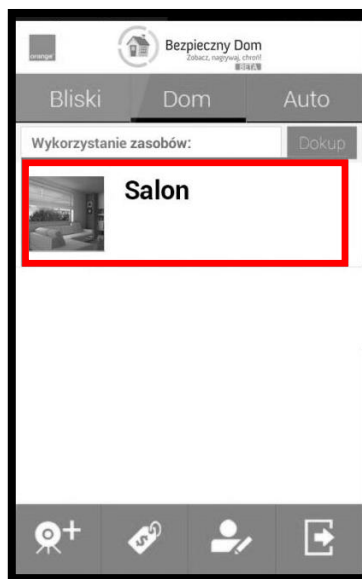 orange
Bezpieczny Dom
Zobacz, nagrywaj, chroń!
BETA
Bliski Dom Auto
Wykorzystanie zasobów: Dokup
Salon